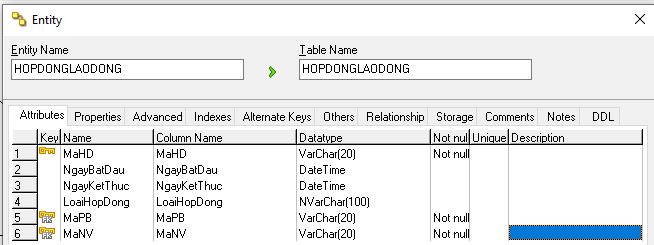 Entity
Entity Name Table Name
HOPDONGLAODONG HOPDONGLAODONG
Attributes Properties Advanced Indexes Alternate Keys Others Relationship Storage Comments Notes DDL
Key Name Column Name Datatype Not null Unique Description
1 MaHD MaHD VarChar(20) Not null
2 NgayBatDau NgayBatDau DateTime
3 NgayKetThuc NgayKetThuc DateTime
4 LoaiHopDong LoaiHopDong NVarChar(100)
5 FK MaPB MaPB VarChar(20) Not null
6 FK MaNV MaNV VarChar(20) Not null